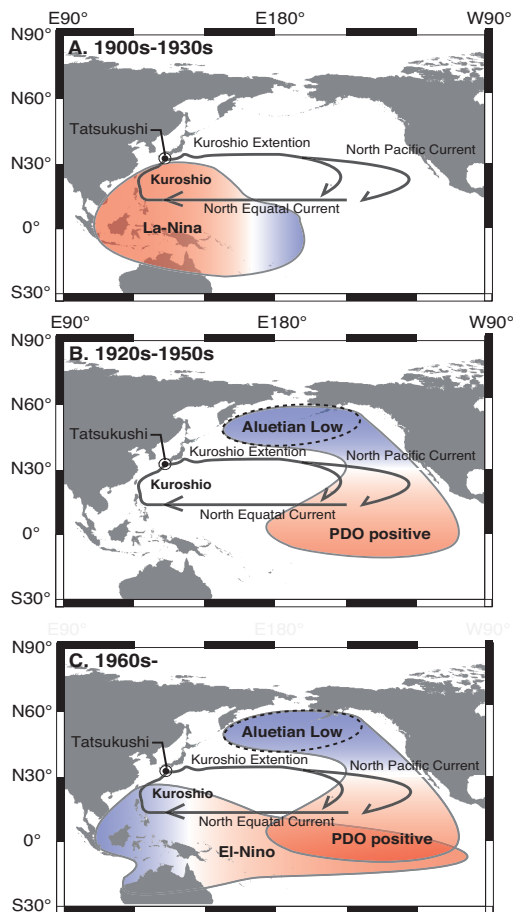 E90° E180° W90°
N90°
A. 1900s-1930s
N60°
Tatsukushi
Kuroshio Extention
North Pacific Current
N30°
Kuroshio
North Equatal Current
0°
La-Nina
S30°
E90° E180° W90°
N90°
B. 1920s-1950s
N60°
Aluetian Low
Tatsukushi
Kuroshio Extention
North Pacific Current
N30°
Kuroshio
North Equatal Current
0°
PDO positive
S30°
E90° E180° W90°
N90°
C. 1960s-
N60°
Aluetian Low
Tatsukushi
Kuroshio Extention
North Pacific Current
N30°
Kuroshio
North Equatal Current
0°
PDO positive
El-Nino
S30°